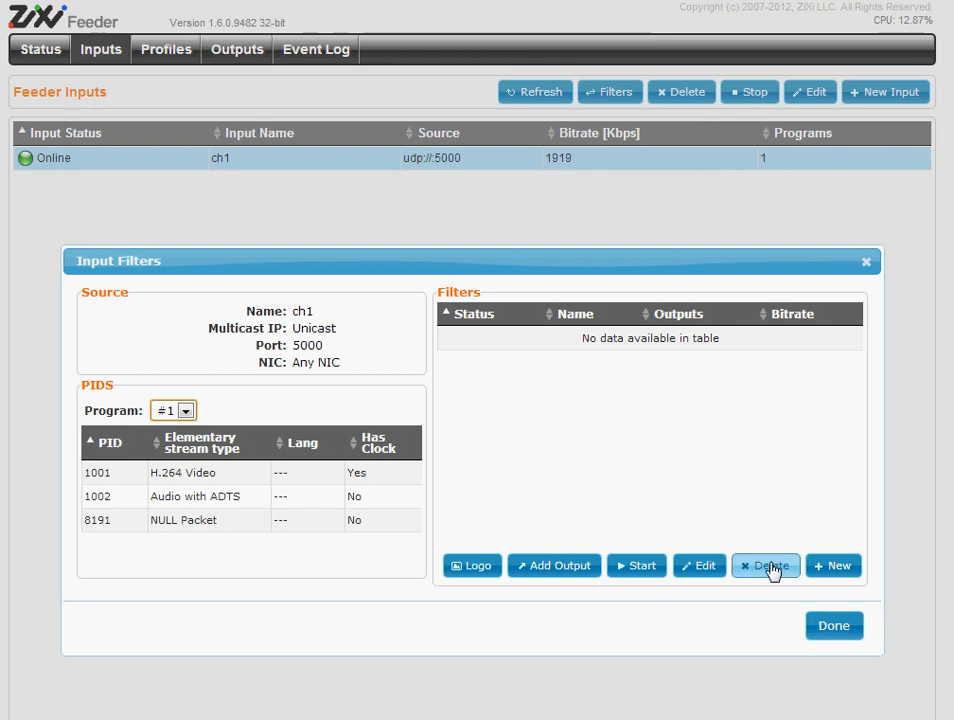 ZiXi Feeder Version 1.6.0.9482 32-bit
Copyright (c) 2007-2012, ZiXi LLC. All Rights Reserved.
CPU: 12.87%
Status Inputs Profiles Outputs Event Log
Feeder Inputs Refresh Filters Delete Stop Edit New Input
Input Status Input Name Source Bitrate [Kbps] Programs
Online ch1 udp://:5000 1919 1
Input Filters
Source
Name: ch1
Multicast IP: Unicast
Port: 5000
NIC: Any NIC
PIDS
Program: #1
PID Elementary stream type Lang Has Clock
1001 H.264 Video --- Yes
1002 Audio with ADTS --- No
8191 NULL Packet --- No
Filters
Status Name Outputs Bitrate
No data available in table
Logo Add Output Start Edit Delete New
Done